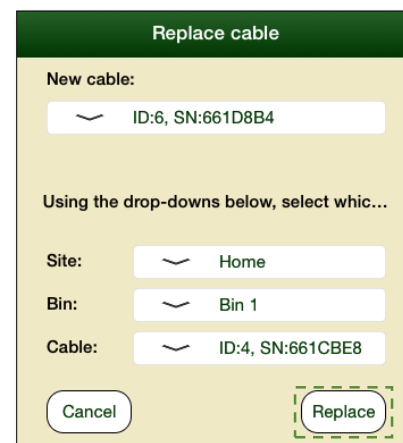 Replace cable
New cable:
ID:6, SN:661D8B4
Using the drop-downs below, select whic...
Site: Home
Bin: Bin 1
Cable: ID:4, SN:661CBE8
Cancel Replace